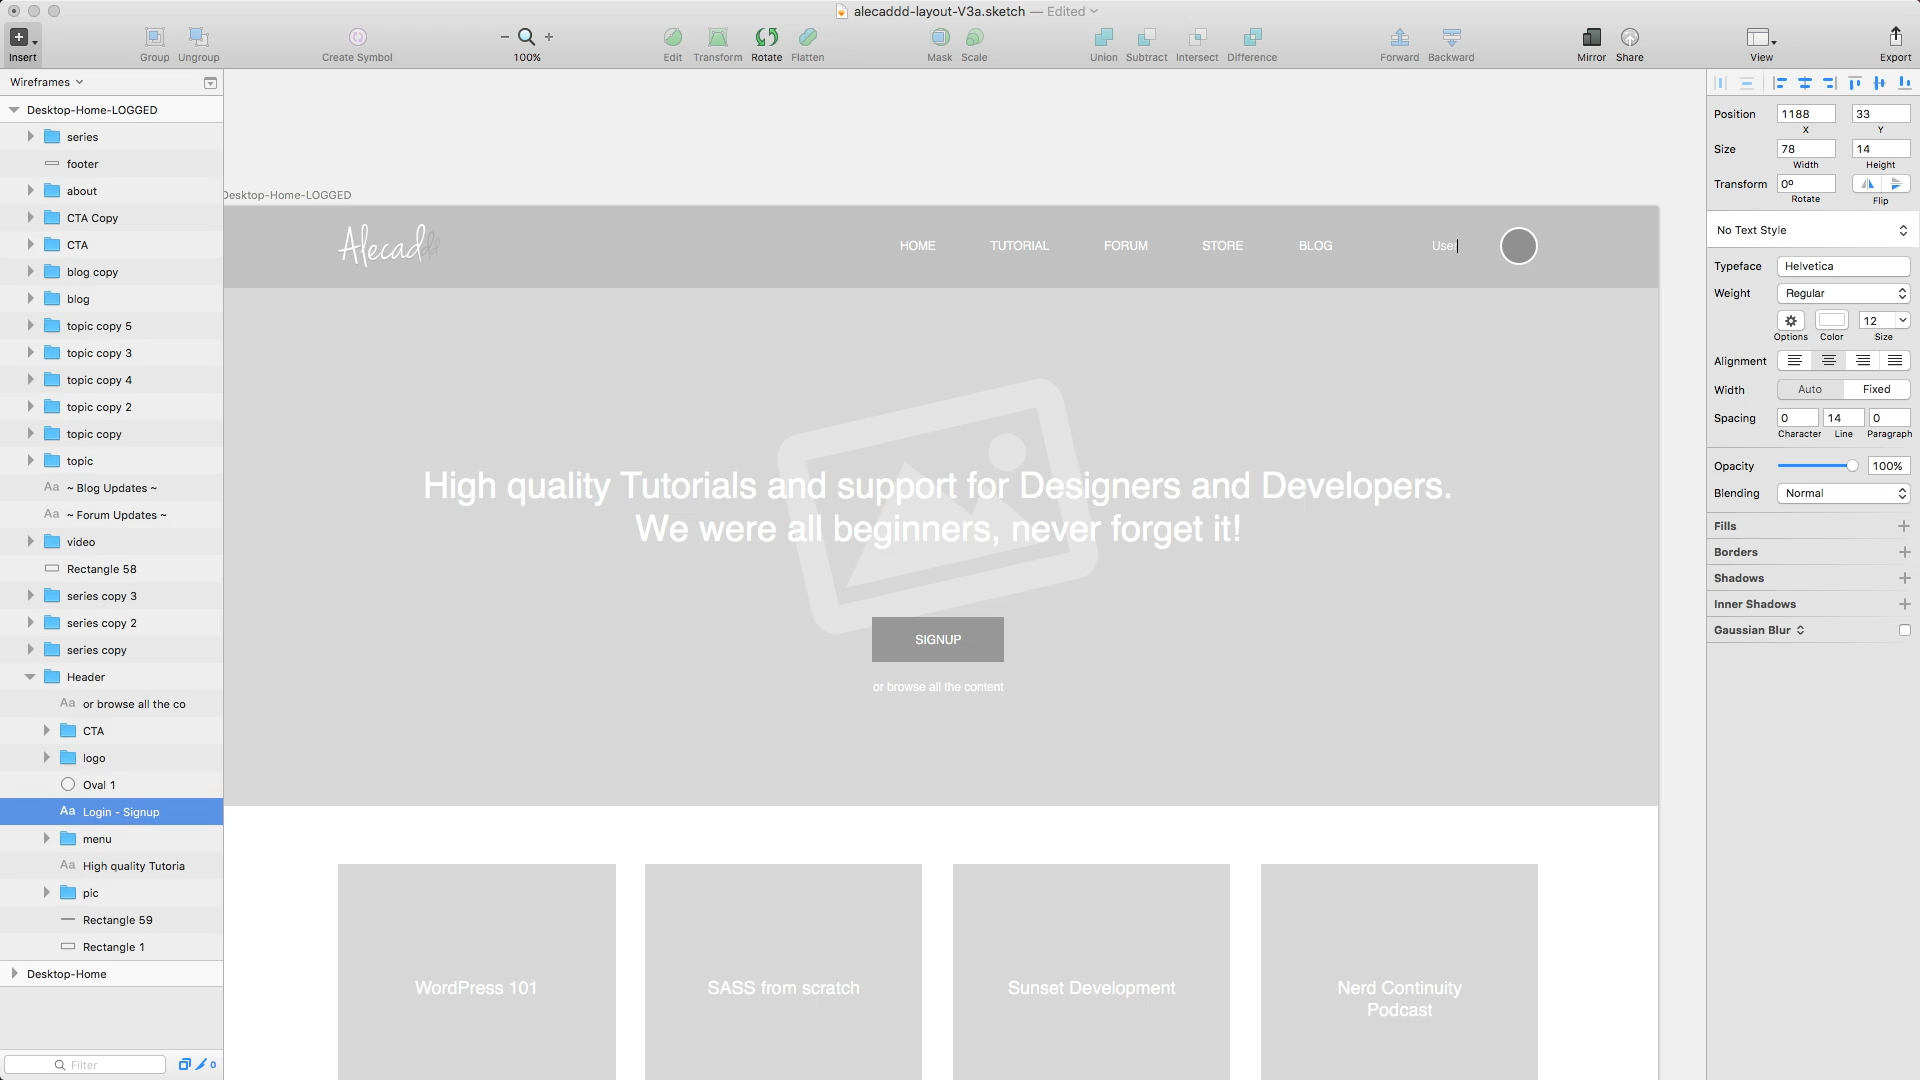 alecaddd-layout-V3a.sketch — Edited
Insert
Group
Ungroup
Create Symbol
100%
Edit
Transform
Rotate
Flatten
Mask
Scale
Union
Subtract
Intersect
Difference
Forward
Backward
Mirror
Share
View
Export
Wireframes
Desktop-Home-LOGGED
series
footer
about
CTA Copy
CTA
blog copy
blog
topic copy 5
topic copy 3
topic copy 4
topic copy 2
topic copy
topic
Aa ~ Blog Updates ~
Aa ~ Forum Updates ~
video
Rectangle 58
series copy 3
series copy 2
series copy
Header
Aa or browse all the co
CTA
logo
Oval 1
Aa Login - Signup
menu
Aa High quality Tutoria
pic
Rectangle 59
Rectangle 1
Desktop-Home
Filter
0
Desktop-Home-LOGGED
Alecaddd
HOME
TUTORIAL
FORUM
STORE
BLOG
User
High quality Tutorials and support for Designers and Developers.
We were all beginners, never forget it!
SIGNUP
or browse all the content
WordPress 101
SASS from scratch
Sunset Development
Nerd Continuity
Podcast
Position 1188 33
X Y
Size 78 14
Width Height
Transform 0º
Rotate Flip
No Text Style
Typeface Helvetica
Weight Regular
12
Options Color Size
Alignment
Width Auto Fixed
Spacing 0 14 0
Character Line Paragraph
Opacity 100%
Blending Normal
Fills
Borders
Shadows
Inner Shadows
Gaussian Blur